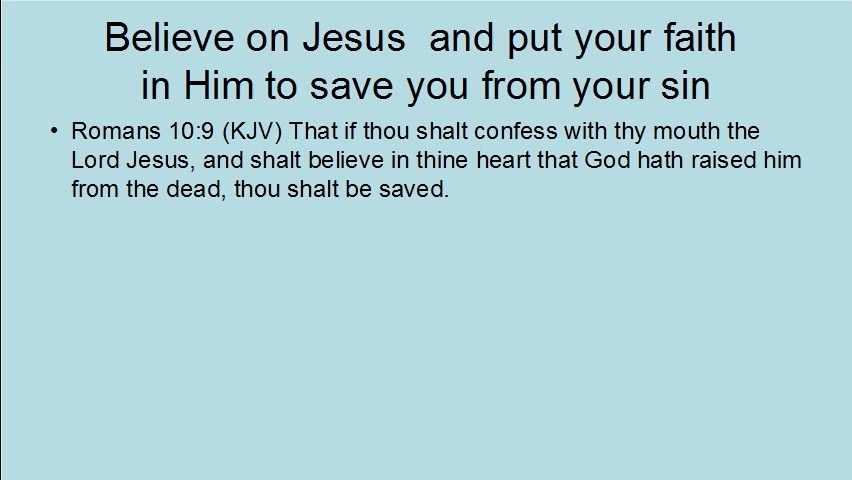 Believe on Jesus  and put your faith
in Him to save you from your sin
• Romans 10:9 (KJV) That if thou shalt confess with thy mouth the
Lord Jesus, and shalt believe in thine heart that God hath raised him
from the dead, thou shalt be saved.